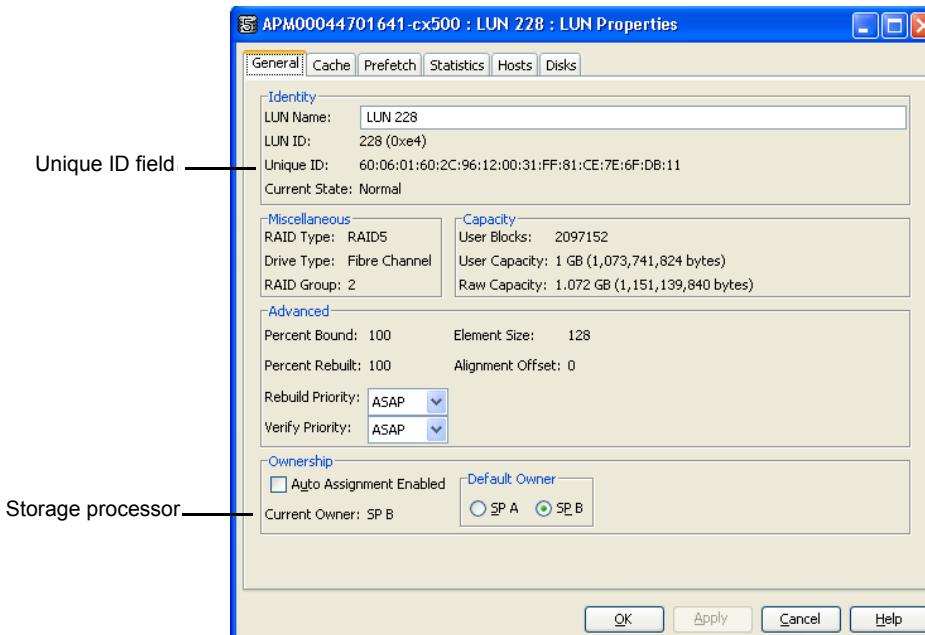 APM00044701641-cx500 : LUN 228 : LUN Properties
General Cache Prefetch Statistics Hosts Disks
Identity
LUN Name: LUN 228
LUN ID: 228 (0xe4)
Unique ID field
Unique ID: 60:06:01:60:2C:96:12:00:31:FF:81:CE:7E:6F:DB:11
Current State: Normal
Miscellaneous
RAID Type: RAID5
Drive Type: Fibre Channel
RAID Group: 2
Capacity
User Blocks: 2097152
User Capacity: 1 GB (1,073,741,824 bytes)
Raw Capacity: 1.072 GB (1,151,139,840 bytes)
Advanced
Percent Bound: 100 Element Size: 128
Percent Rebuilt: 100 Alignment Offset: 0
Rebuild Priority: ASAP
Verify Priority: ASAP
Ownership
Auto Assignment Enabled
Default Owner
SP A SP B
Storage processor
Current Owner: SP B
OK Apply Cancel Help